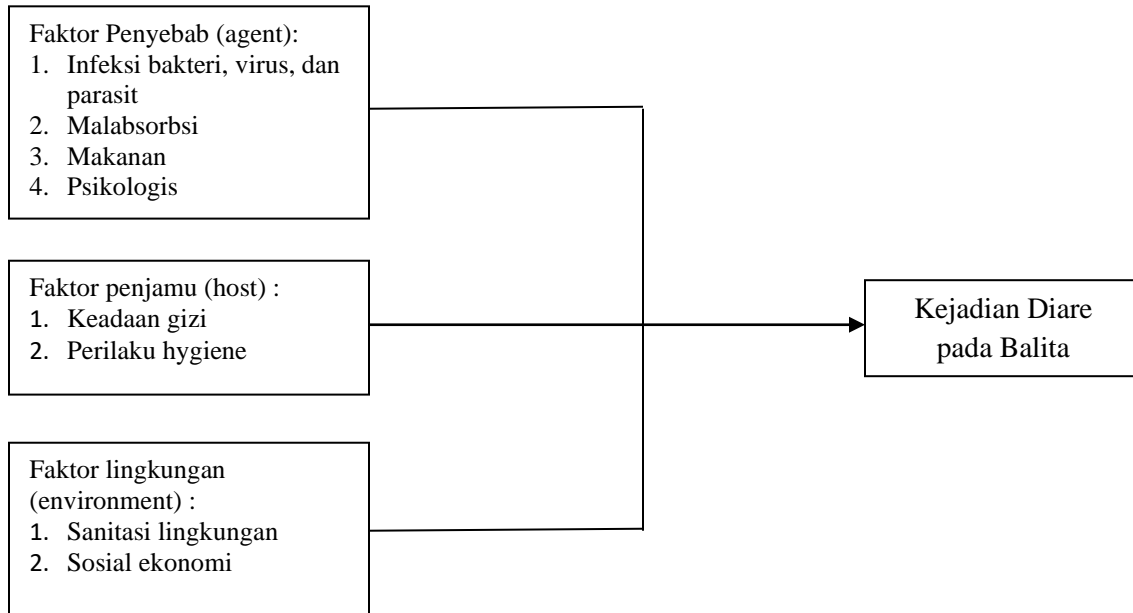 Faktor Penyebab (agent):
1. Infeksi bakteri, virus, dan
parasit
2. Malabsorbsi
3. Makanan
4. Psikologis
Faktor penjamu (host) :
1. Keadaan gizi
2. Perilaku hygiene
Kejadian Diare
pada Balita
Faktor lingkungan
(environment) :
1. Sanitasi lingkungan
2. Sosial ekonomi